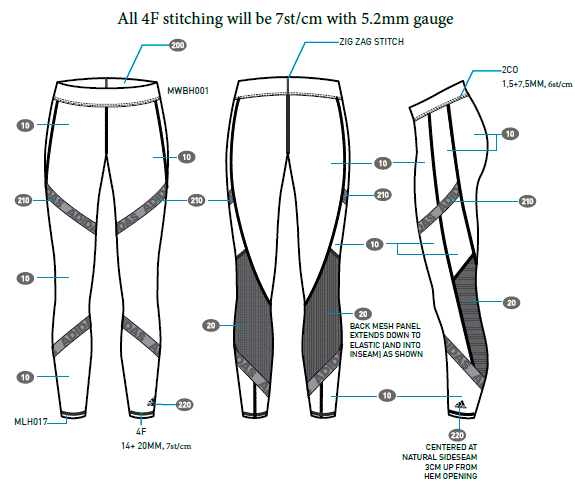 All 4F stitching will be 7st/cm with 5.2mm gauge
200
ZIG ZAG STITCH
2CO
1,5+7,5MM, 6st/cm
MWBH001
10
10
10
10
210
ADIDAS
ADIDAS
210
210
210
10
10
20
20
20
BACK MESH PANEL
EXTENDS DOWN TO
ELASTIC (AND INTO
INSEAM) AS SHOWN
10
10
220
MLH017
4F
14+ 20MM, 7st/cm
220
CENTERED AT
NATURAL SIDESEAM
3CM UP FROM
HEM OPENING